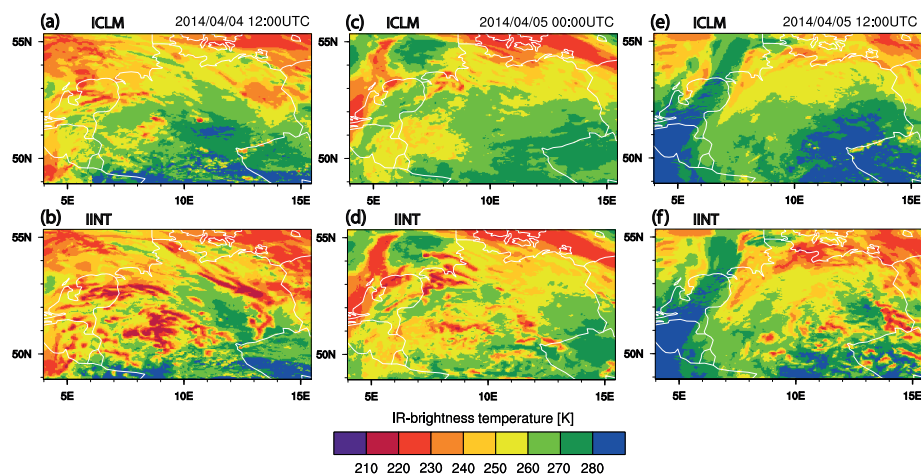 (a) ICLM 2014/04/04 12:00UTC (c) ICLM 2014/04/05 00:00UTC (e) ICLM 2014/04/05 12:00UTC
55N 55N 55N
50N 50N 50N
5E 10E 15E 5E 10E 15E 5E 10E 15E
(b) IINT (d) IINT (f) IINT
55N 55N 55N
50N 50N 50N
5E 10E 15E 5E 10E 15E 5E 10E 15E
IR-brightness temperature [K]
210 220 230 240 250 260 270 280